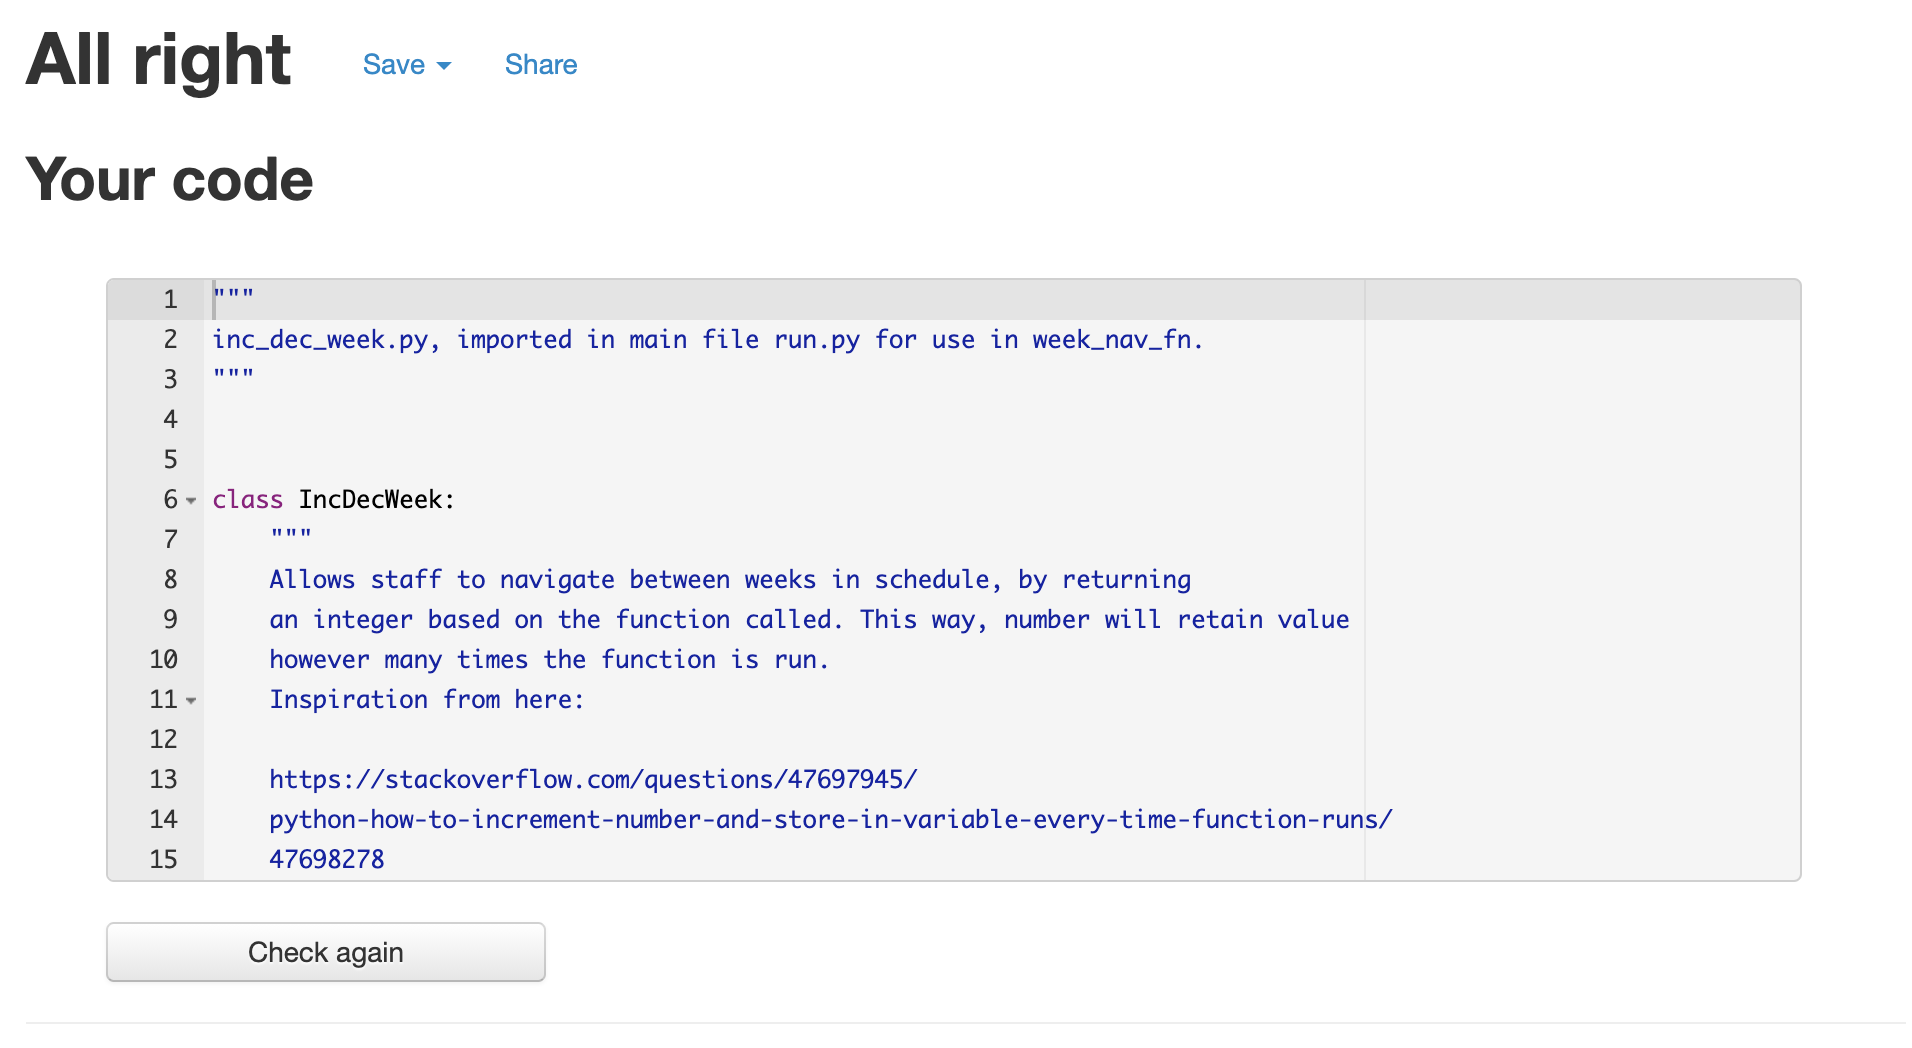 All right Save Share
Your code
1 """
2 inc_dec_week.py, imported in main file run.py for use in week_nav_fn.
3 """
4
5
6 class IncDecWeek:
7 """
8 Allows staff to navigate between weeks in schedule, by returning
9 an integer based on the function called. This way, number will retain value
10 however many times the function is run.
11 Inspiration from here:
12
13 https://stackoverflow.com/questions/47697945/
14 python-how-to-increment-number-and-store-in-variable-every-time-function-runs/
15 47698278
Check again